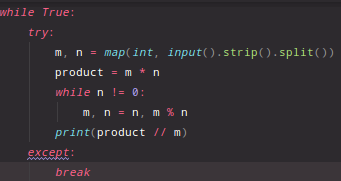 while True:
    try:
        m, n = map(int, input().strip().split())
        product = m * n
        while n != 0:
            m, n = n, m % n
        print(product // m)
    except:
        break